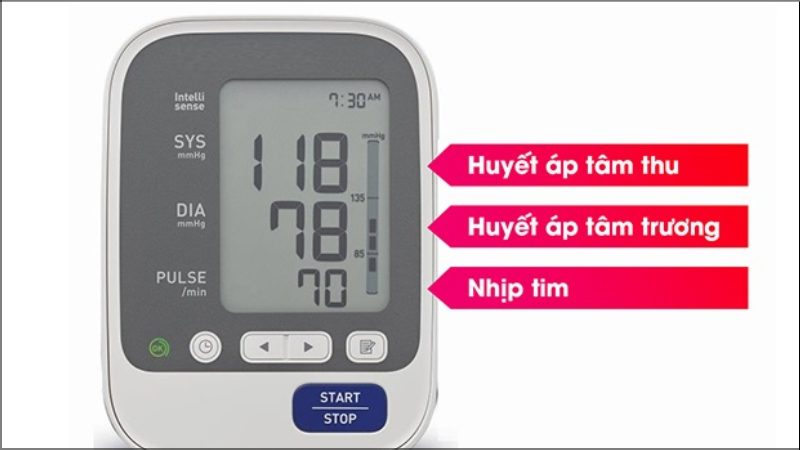 Intelli
sense
7:30 AM
SYS
mmHg
118
mmHg
Huyết áp tâm thu
135
DIA
mmHg
78
Huyết áp tâm trương
85
PULSE
/min
70
Nhịp tim
OK
START
STOP